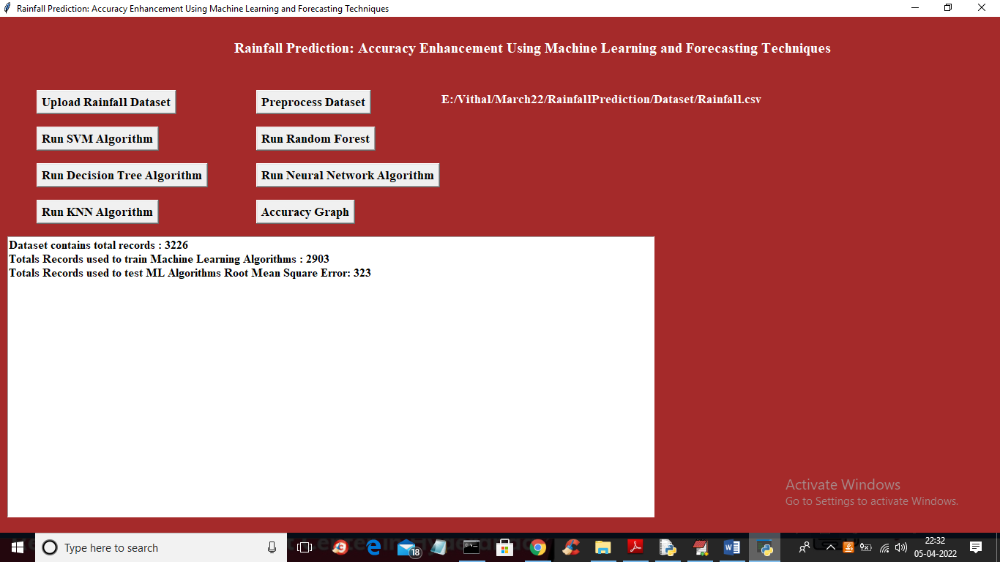 Rainfall Prediction: Accuracy Enhancement Using Machine Learning and Forecasting Techniques
Rainfall Prediction: Accuracy Enhancement Using Machine Learning and Forecasting Techniques
Upload Rainfall Dataset
Preprocess Dataset
E:/Vithal/March22/RainfallPrediction/Dataset/Rainfall.csv
Run SVM Algorithm
Run Random Forest
Run Decision Tree Algorithm
Run Neural Network Algorithm
Run KNN Algorithm
Accuracy Graph
Dataset contains total records : 3226
Totals Records used to train Machine Learning Algorithms : 2903
Totals Records used to test ML Algorithms Root Mean Square Error: 323
Activate Windows
Go to Settings to activate Windows.
Type here to search
18
22:32
05-04-2022